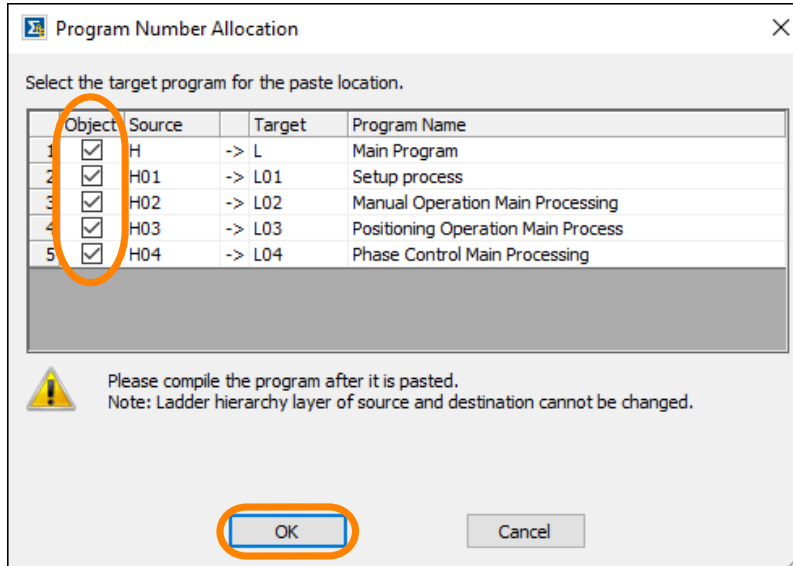 Program Number Allocation
Select the target program for the paste location.
Object Source Target Program Name
1 H -> L Main Program
2 H01 -> L01 Setup process
3 H02 -> L02 Manual Operation Main Processing
4 H03 -> L03 Positioning Operation Main Process
5 H04 -> L04 Phase Control Main Processing
Please compile the program after it is pasted.
Note: Ladder hierarchy layer of source and destination cannot be changed.
OK Cancel